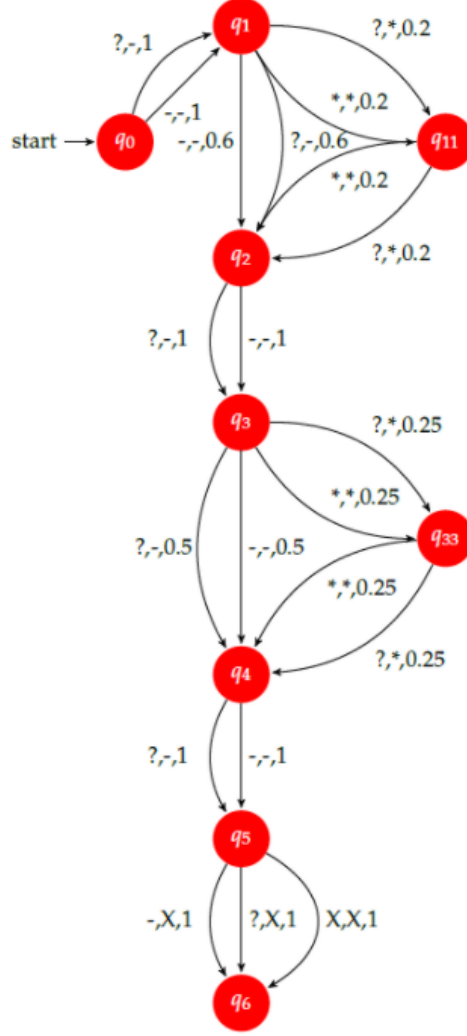 q1
?,-,1
?,*,0.2
*,*,0.2
-,-,1
start
q0
-,-,0.6
?,-,0.6
q11
*,*,0.2
?,*,0.2
q2
?,-,1
-,-,1
q3
?,*,0.25
*,*,0.25
?,-,0.5
-,-,0.5
q33
*,*,0.25
?,*,0.25
q4
?,-,1
-,-,1
q5
-,X,1
?,X,1
X,X,1
q6